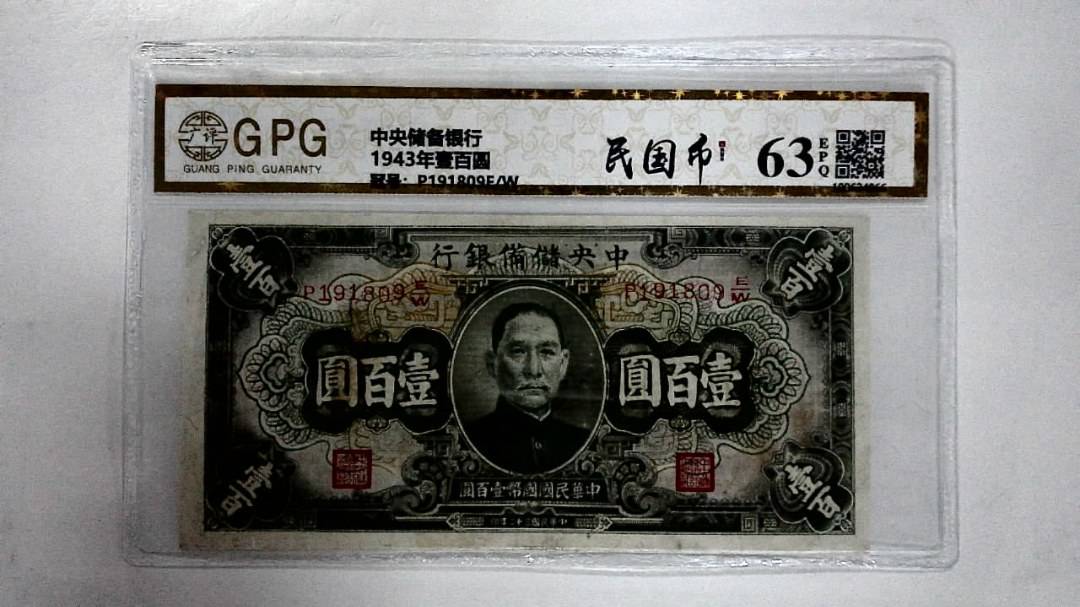 广评
GPG
GUANG PING GUARANTY
中央储备银行
1943年壹百圆
冠号: P191809E/W
民国币
63
EPQ
行銀備儲央中
壹百
壹百
P191809 E/W
P191809 E/W
圓百壹
圓百壹
圓百壹幣國國民華中
壹百
壹百